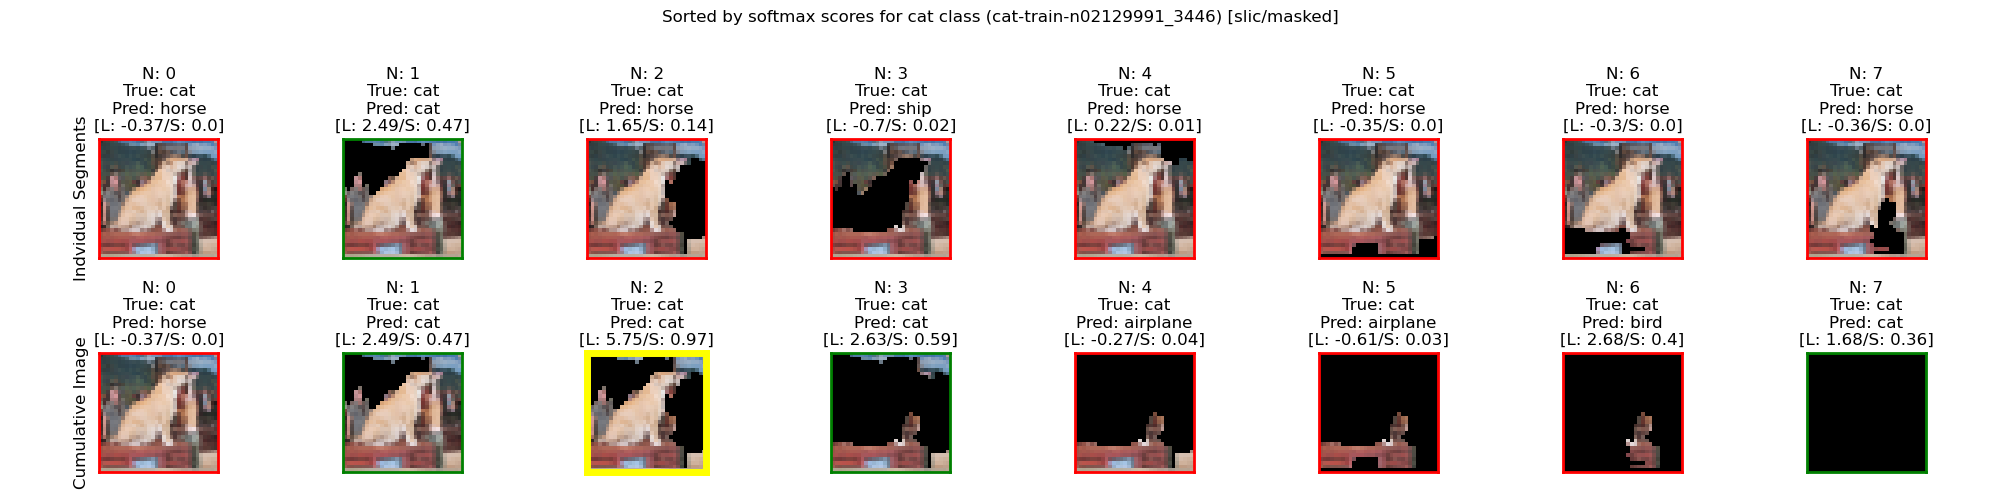 Sorted by softmax scores for cat class (cat-train-n02129991_3446) [slic/masked]
Indvidual Segments
N: 0
True: cat
Pred: horse
[L: -0.37/S: 0.0]
N: 1
True: cat
Pred: cat
[L: 2.49/S: 0.47]
N: 2
True: cat
Pred: horse
[L: 1.65/S: 0.14]
N: 3
True: cat
Pred: ship
[L: -0.7/S: 0.02]
N: 4
True: cat
Pred: horse
[L: 0.22/S: 0.01]
N: 5
True: cat
Pred: horse
[L: -0.35/S: 0.0]
N: 6
True: cat
Pred: horse
[L: -0.3/S: 0.0]
N: 7
True: cat
Pred: horse
[L: -0.36/S: 0.0]
Cumulative Image
N: 0
True: cat
Pred: horse
[L: -0.37/S: 0.0]
N: 1
True: cat
Pred: cat
[L: 2.49/S: 0.47]
N: 2
True: cat
Pred: cat
[L: 5.75/S: 0.97]
N: 3
True: cat
Pred: cat
[L: 2.63/S: 0.59]
N: 4
True: cat
Pred: airplane
[L: -0.27/S: 0.04]
N: 5
True: cat
Pred: airplane
[L: -0.61/S: 0.03]
N: 6
True: cat
Pred: bird
[L: 2.68/S: 0.4]
N: 7
True: cat
Pred: cat
[L: 1.68/S: 0.36]